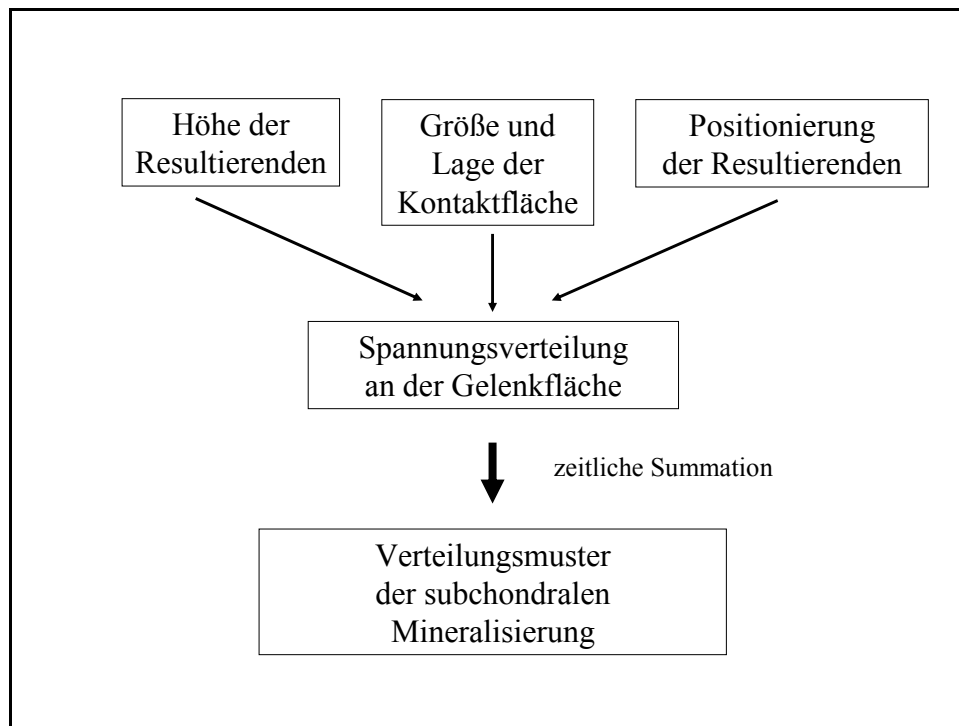 Höhe der
Resultierenden
Größe und
Lage der
Kontaktfläche
Positionierung
der Resultierenden
Spannungsverteilung
an der Gelenkfläche
zeitliche Summation
Verteilungsmuster
der subchondralen
Mineralisierung